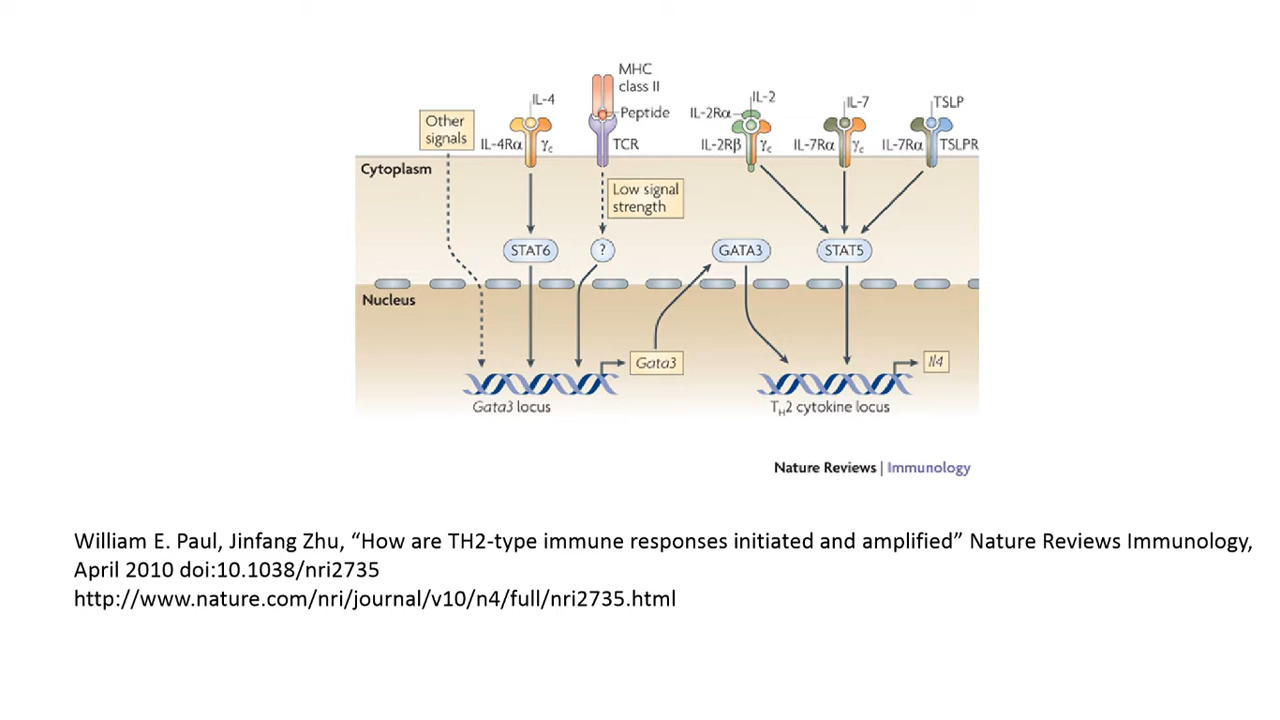 MHC
class II
Peptide
TCR
IL-4
IL-4Rα
γc
Other
signals
IL-2
IL-2Rα
IL-2Rβ
γc
IL-7
IL-7Rα
γc
TSLP
IL-7Rα
TSLPR
Cytoplasm
Low signal
strength
STAT6
?
GATA3
STAT5
Nucleus
Gata3
Il4
Gata3 locus
TH2 cytokine locus
Nature Reviews | Immunology
William E. Paul, Jinfang Zhu, “How are TH2-type immune responses initiated and amplified” Nature Reviews Immunology,
April 2010 doi:10.1038/nri2735
http://www.nature.com/nri/journal/v10/n4/full/nri2735.html